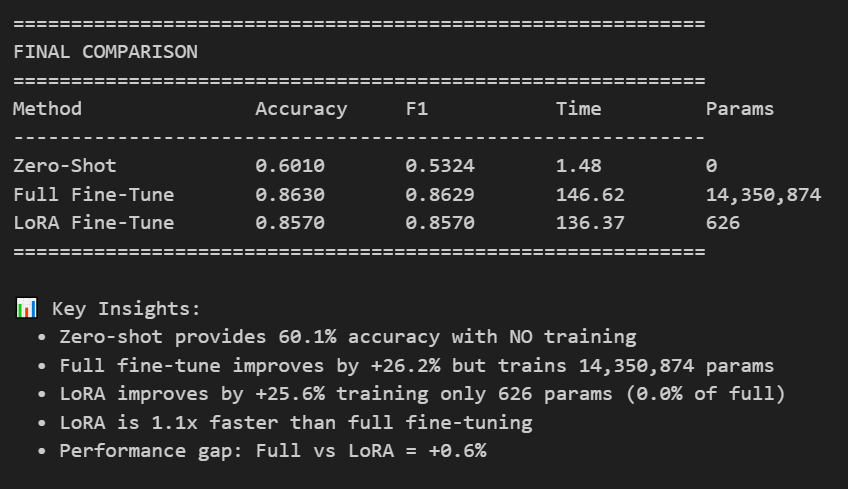 ============================================================
FINAL COMPARISON
============================================================
Method Accuracy F1 Time Params
------------------------------------------------------------
Zero-Shot 0.6010 0.5324 1.48 0
Full Fine-Tune 0.8630 0.8629 146.62 14,350,874
LoRA Fine-Tune 0.8570 0.8570 136.37 626
============================================================
📊 Key Insights:
• Zero-shot provides 60.1% accuracy with NO training
• Full fine-tune improves by +26.2% but trains 14,350,874 params
• LoRA improves by +25.6% training only 626 params (0.0% of full)
• LoRA is 1.1x faster than full fine-tuning
• Performance gap: Full vs LoRA = +0.6%